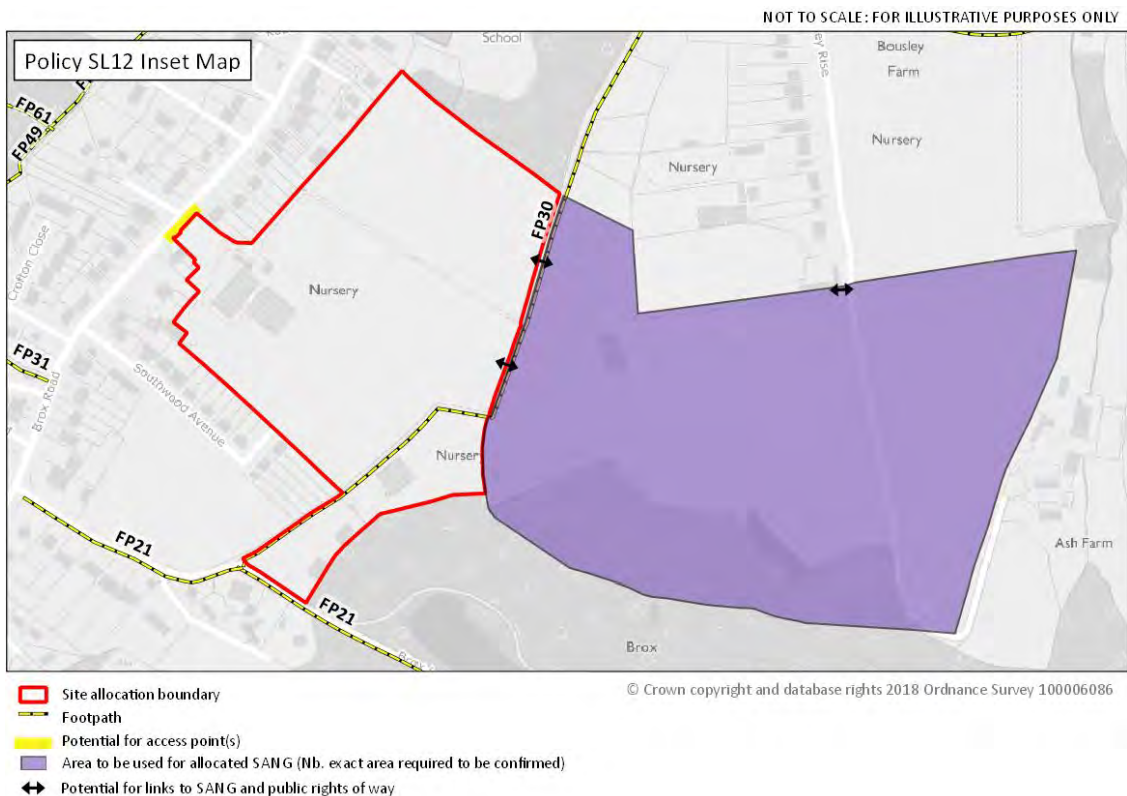 NOT TO SCALE: FOR ILLUSTRATIVE PURPOSES ONLY
Policy SL12 Inset Map
School
ey Rise
Bousley
Farm
FP61
FP49
Nursery
Nursery
FP30
Crofton Close
Nursery
FP31
Brox Road
Southwood Avenue
Nurser
FP21
Ash Farm
FP21
Brox
© Crown copyright and database rights 2018 Ordnance Survey 100006086
Site allocation boundary
Footpath
Potential for access point(s)
Area to be used for allocated SANG (Nb. exact area required to be confirmed)
Potential for links to SANG and public rights of way